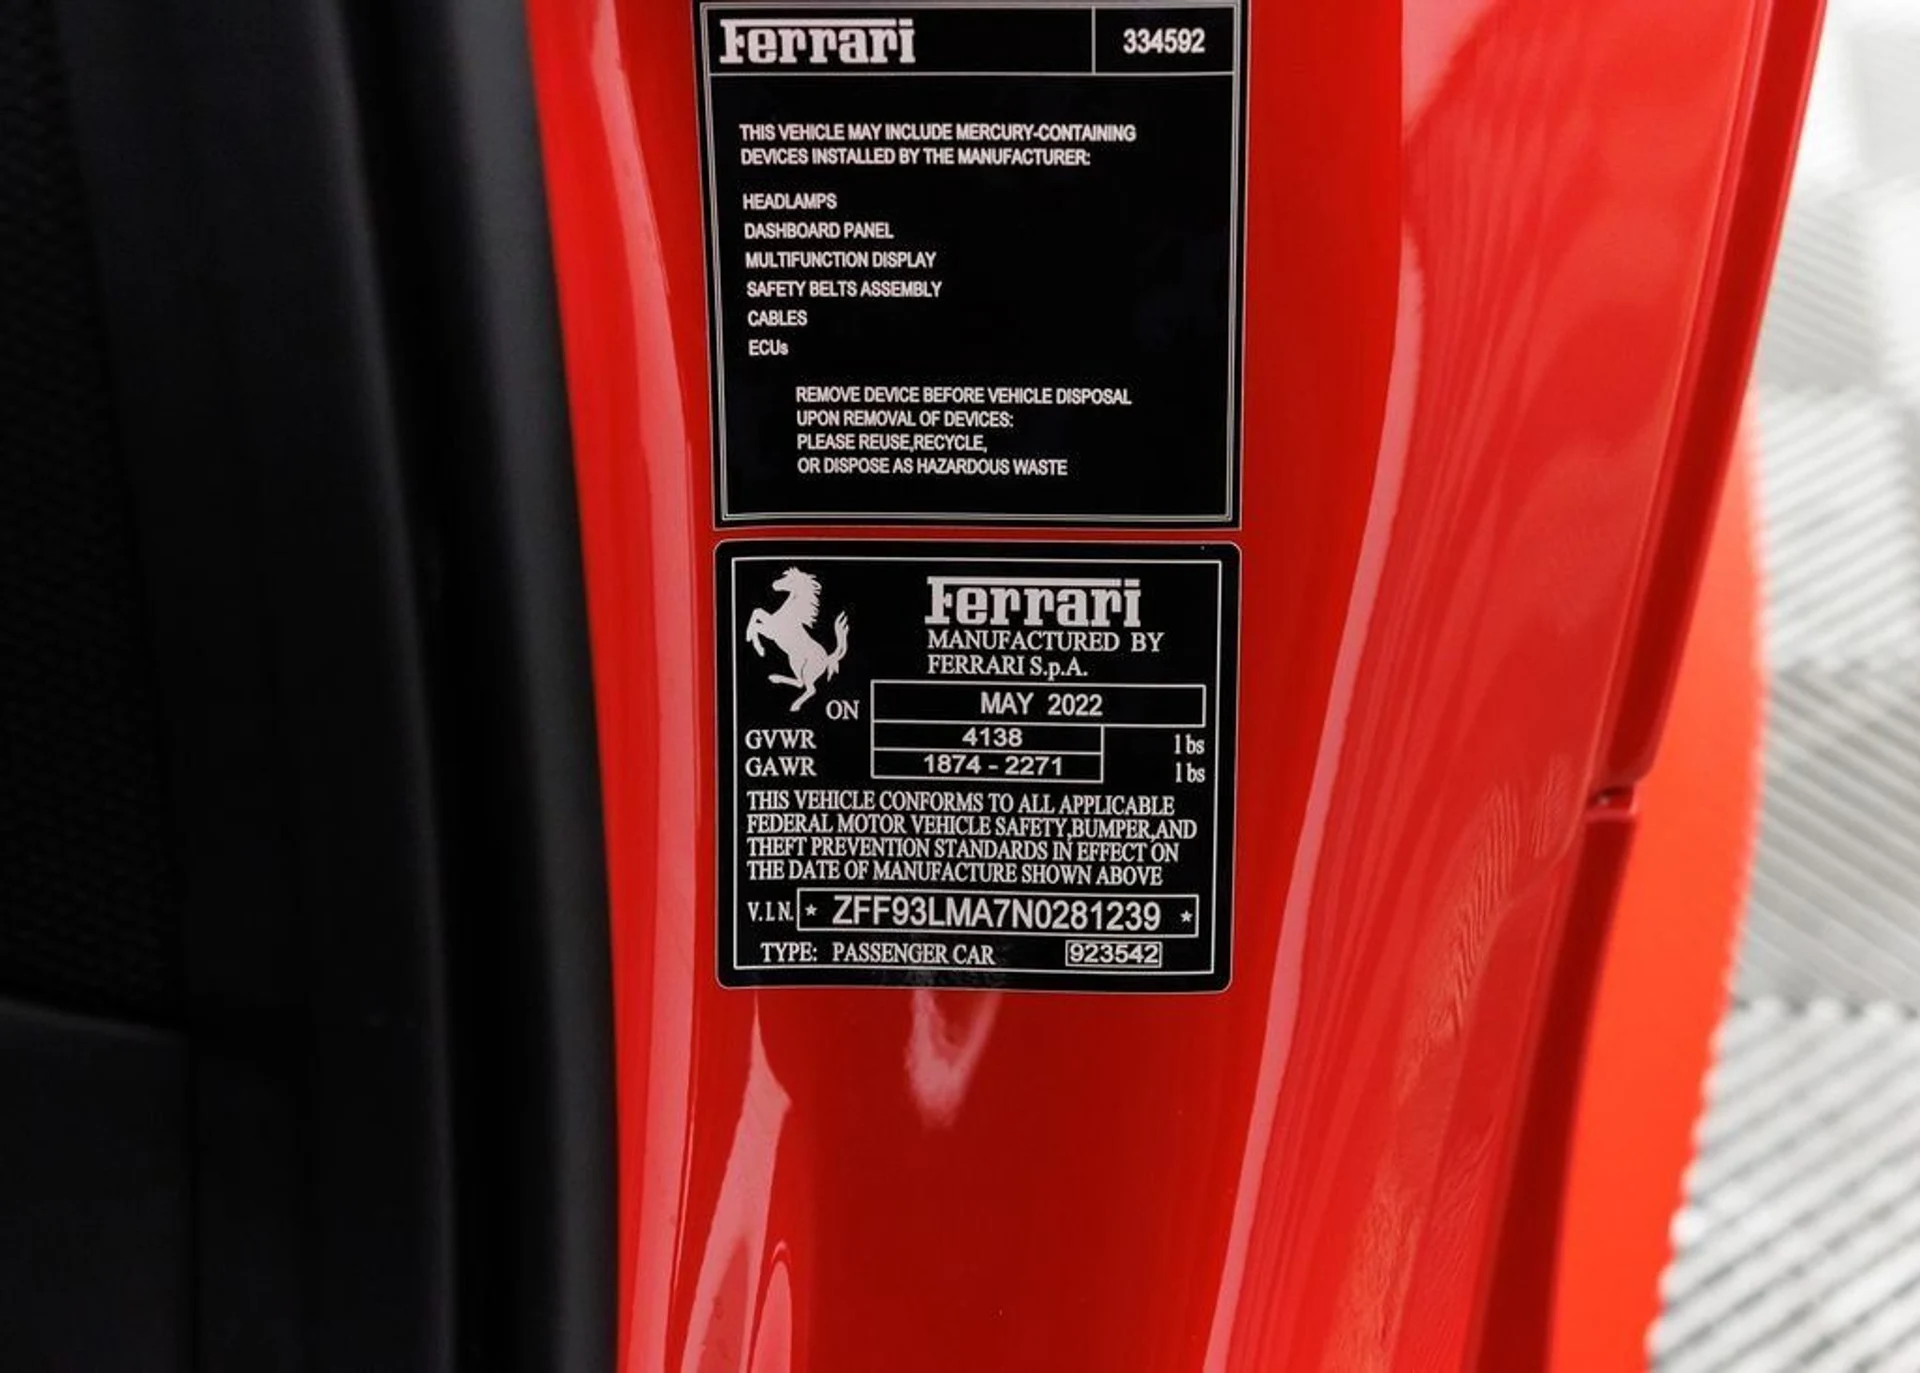 Ferrari 334592
THIS VEHICLE MAY INCLUDE MERCURY-CONTAINING
DEVICES INSTALLED BY THE MANUFACTURER:
HEADLAMPS
DASHBOARD PANEL
MULTIFUNCTION DISPLAY
SAFETY BELTS ASSEMBLY
CABLES
ECUs
REMOVE DEVICE BEFORE VEHICLE DISPOSAL
UPON REMOVAL OF DEVICES:
PLEASE REUSE,RECYCLE,
OR DISPOSE AS HAZARDOUS WASTE
Ferrari
MANUFACTURED BY
FERRARI S.p.A.
ON MAY 2022
GVWR 4138 lbs
GAWR 1874 - 2271 lbs
THIS VEHICLE CONFORMS TO ALL APPLICABLE
FEDERAL MOTOR VEHICLE SAFETY,BUMPER,AND
THEFT PREVENTION STANDARDS IN EFFECT ON
THE DATE OF MANUFACTURE SHOWN ABOVE
V.I.N. * ZFF93LMA7N0281239 *
TYPE: PASSENGER CAR 923542